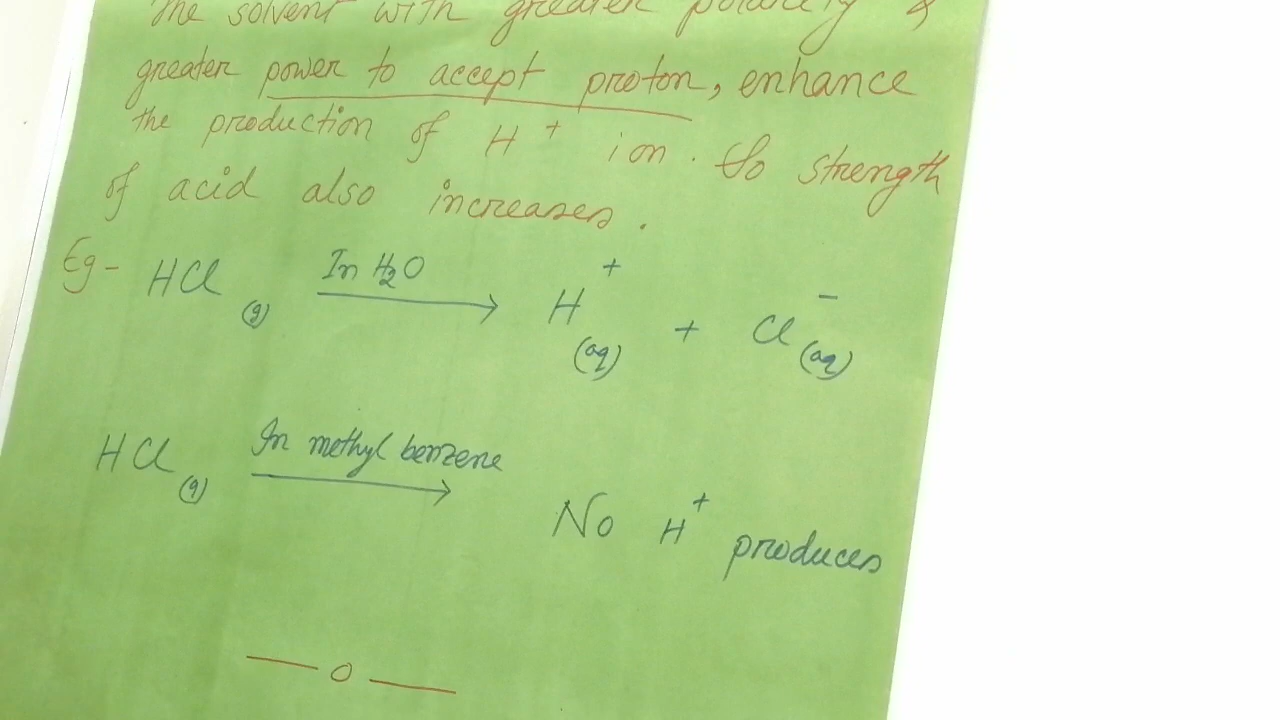 The solvent with greater polarity &
greater power to accept proton, enhance
the production of H+ ion. So strength
of acid also increases.
Eg- HCl (g) In H2O → H+ (aq) + Cl- (aq)
HCl (g) In methyl benzene → No H+ produces
— o —